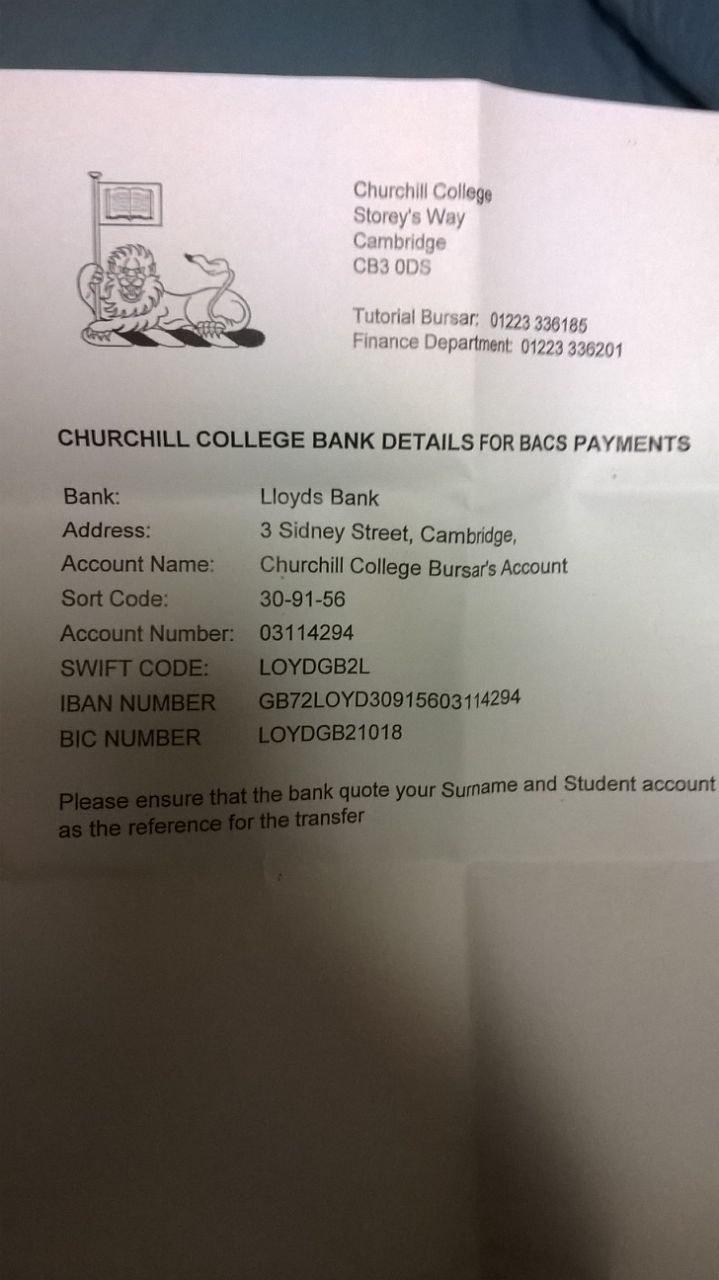 Churchill College
Storey's Way
Cambridge
CB3 0DS
Tutorial Bursar: 01223 336185
Finance Department: 01223 336201
CHURCHILL COLLEGE BANK DETAILS FOR BACS PAYMENTS
Bank: Lloyds Bank
Address: 3 Sidney Street, Cambridge,
Account Name: Churchill College Bursar's Account
Sort Code: 30-91-56
Account Number: 03114294
SWIFT CODE: LOYDGB2L
IBAN NUMBER GB72LOYD30915603114294
BIC NUMBER LOYDGB21018
Please ensure that the bank quote your Surname and Student account
as the reference for the transfer